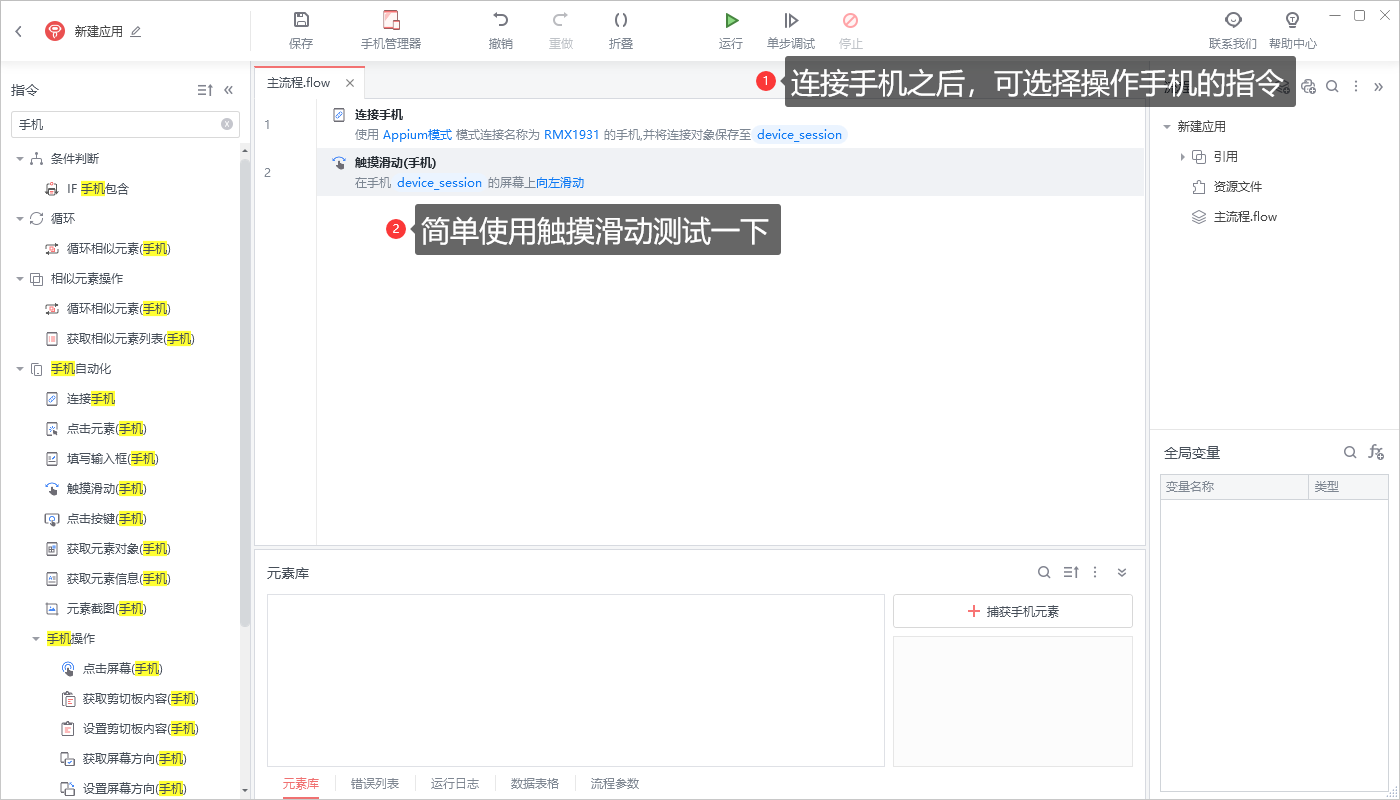 新建应用
保存
手机管理器
撤销
重做
折叠
运行
单步调试
停止
联系我们
帮助中心
指令
手机
条件判断
IF 手机包含
循环
循环相似元素(手机)
相似元素操作
循环相似元素(手机)
获取相似元素列表(手机)
手机自动化
连接手机
点击元素(手机)
填写输入框(手机)
触摸滑动(手机)
点击按键(手机)
获取元素对象(手机)
获取元素信息(手机)
元素截图(手机)
手机操作
点击屏幕(手机)
获取剪切板内容(手机)
设置剪切板内容(手机)
获取屏幕方向(手机)
设置屏幕方向(手机)
主流程.flow
1 连接手机之后，可选择操作手机的指令
1
连接手机
使用 Appium模式 模式连接名称为 RMX1931 的手机,并将连接对象保存至 device_session
2
触摸滑动(手机)
在手机 device_session 的屏幕上向左滑动
2 简单使用触摸滑动测试一下
元素库
捕获手机元素
元素库
错误列表
运行日志
数据表格
流程参数
新建应用
引用
资源文件
主流程.flow
全局变量
变量名称
类型